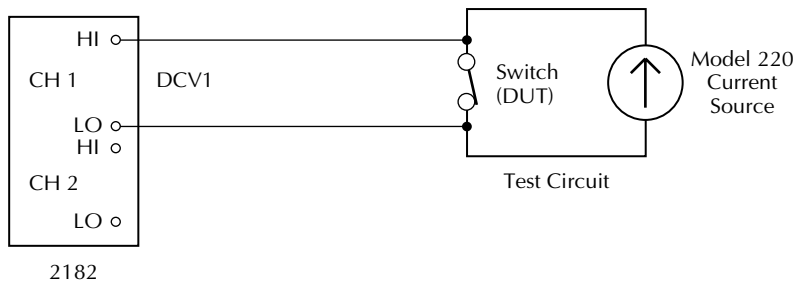 HI
CH 1
DCV1
LO
HI
CH 2
LO
2182
Switch
(DUT)
Model 220
Current
Source
Test Circuit